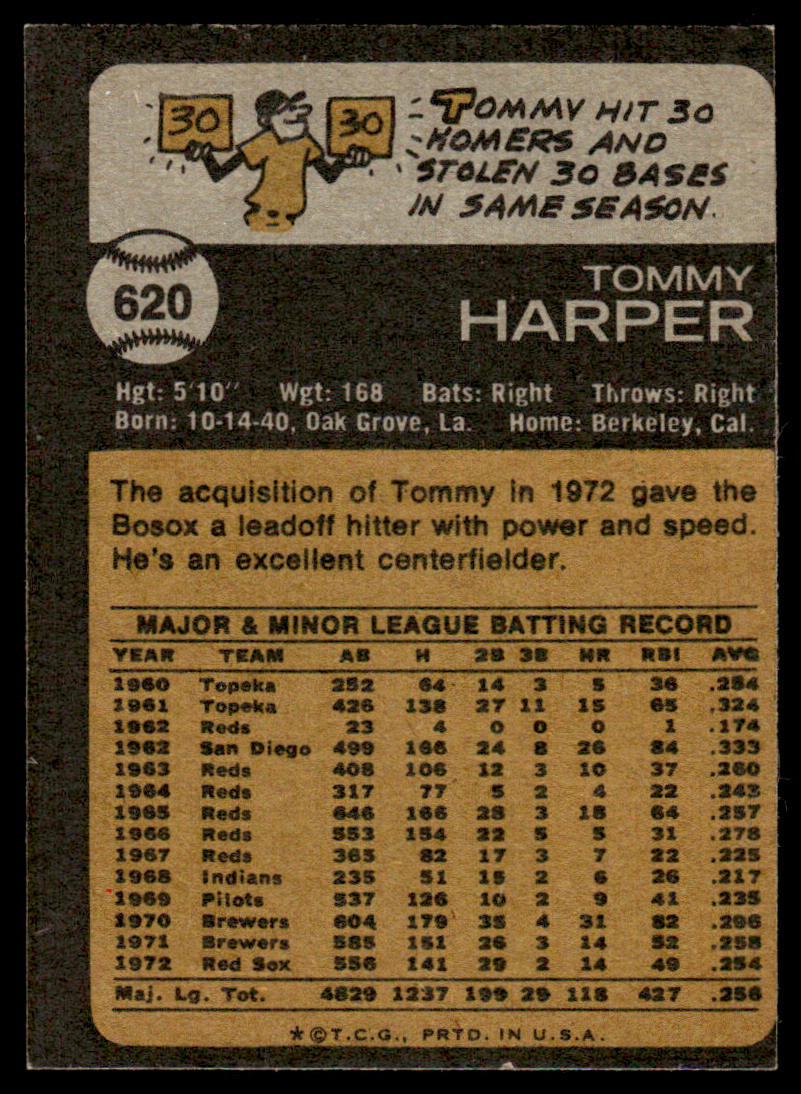 30 30 TOMMY HIT 30
HOMERS AND
STOLEN 30 BASES
IN SAME SEASON.
620
TOMMY
HARPER
Hgt: 5'10" Wgt: 168 Bats: Right Throws: Right
Born: 10-14-40, Oak Grove, La. Home: Berkeley, Cal.
The acquisition of Tommy in 1972 gave the
Bosox a leadoff hitter with power and speed.
He's an excellent centerfielder.
MAJOR & MINOR LEAGUE BATTING RECORD
YEAR TEAM AB H 2B 3B HR RBI AVG
1960 Topeka 252 64 14 3 5 36 .254
1961 Topeka 426 138 27 11 15 65 .324
1962 Reds 23 4 0 0 0 1 .174
1962 San Diego 499 166 24 8 26 84 .333
1963 Reds 408 106 12 3 10 37 .260
1964 Reds 317 77 5 2 4 22 .243
1965 Reds 646 166 28 3 18 64 .257
1966 Reds 553 154 22 5 5 31 .278
1967 Reds 365 82 17 3 7 22 .225
1968 Indians 235 51 15 2 6 26 .217
1969 Pilots 537 126 10 2 9 41 .235
1970 Brewers 604 179 35 4 31 82 .296
1971 Brewers 585 151 26 3 14 52 .258
1972 Red Sox 556 141 29 2 14 49 .254
Maj. Lg. Tot. 4829 1237 199 29 118 427 .256
*©T.C.G., PRTD. IN U.S.A.